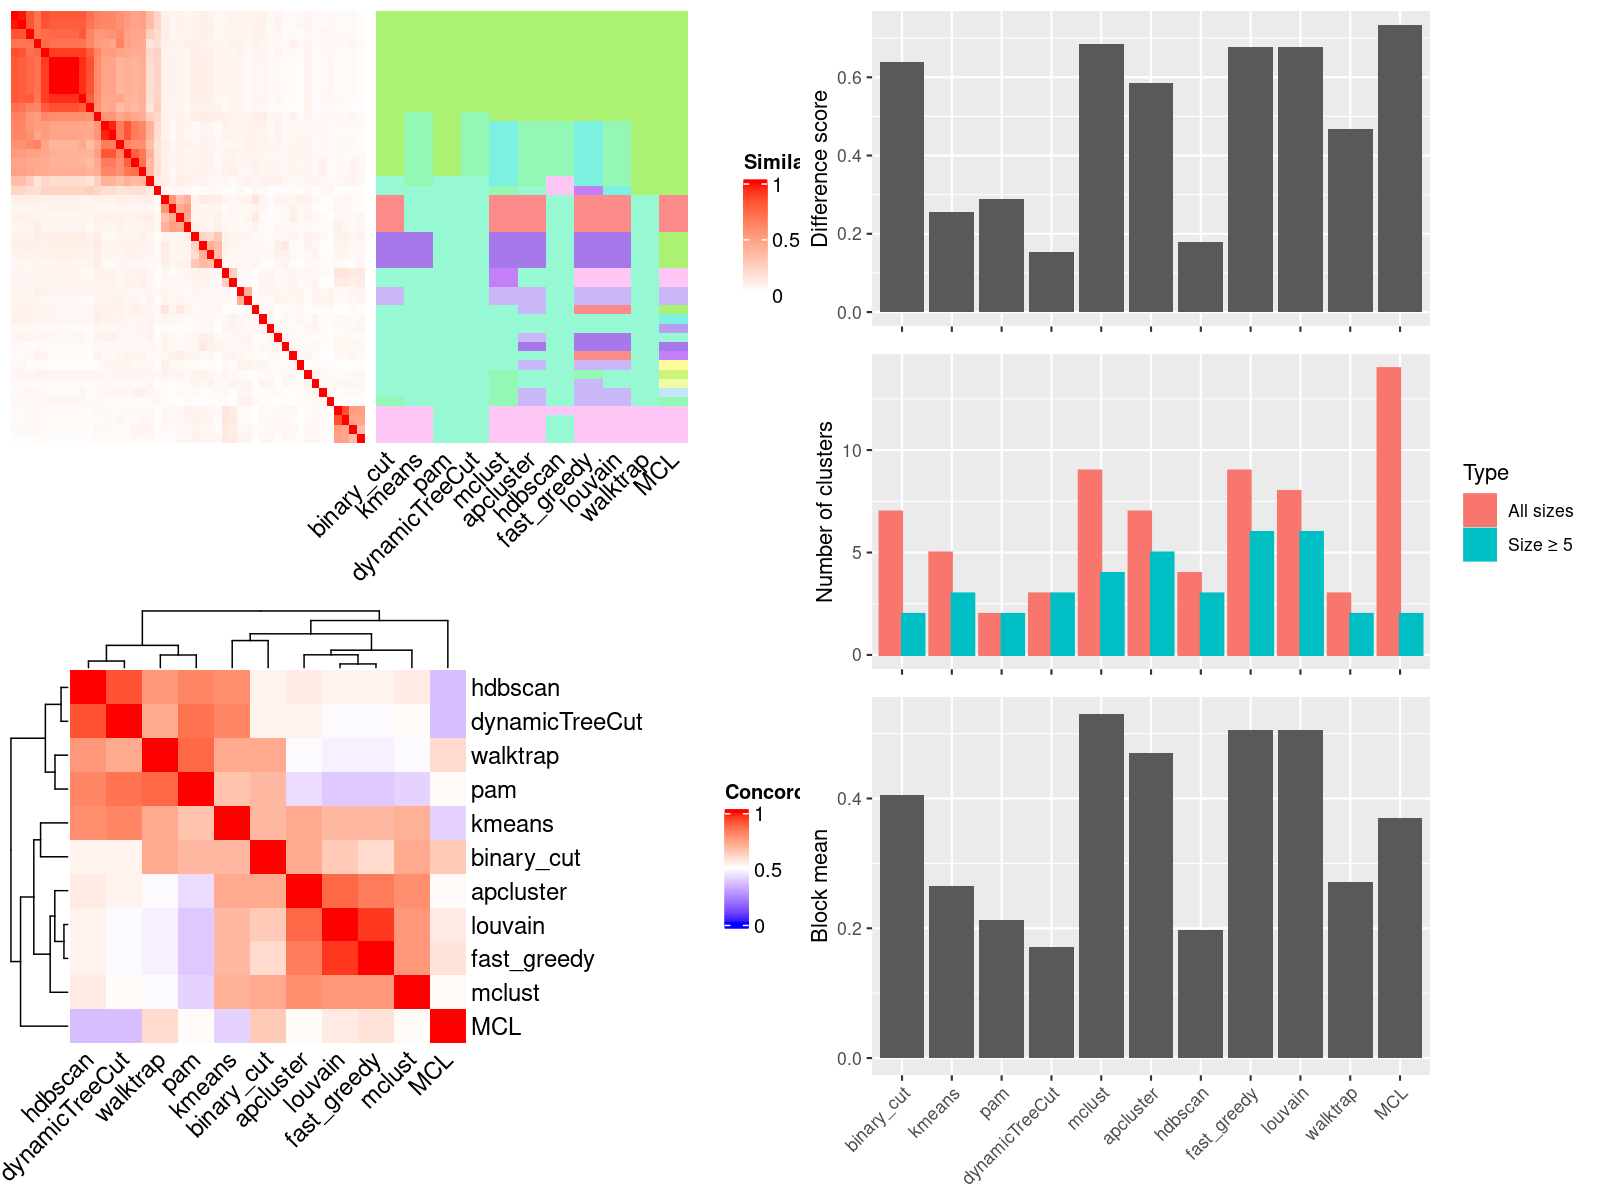 Simila
1
0.5
0
binary_cut
kmeans
pam
dynamicTreeCut
mclust
apcluster
hdbscan
fast_greedy
louvain
walktrap
MCL
hdbscan
dynamicTreeCut
walktrap
pam
kmeans
binary_cut
apcluster
louvain
fast_greedy
mclust
MCL
hdbscan
dynamicTreeCut
walktrap
pam
kmeans
binary_cut
apcluster
louvain
fast_greedy
mclust
MCL
Concord
1
0.5
0
Difference score
0.6
0.4
0.2
0.0
Number of clusters
10
5
0
Type
All sizes
Size ≥ 5
Block mean
0.4
0.2
0.0
binary_cut
kmeans
pam
dynamicTreeCut
mclust
apcluster
hdbscan
fast_greedy
louvain
walktrap
MCL